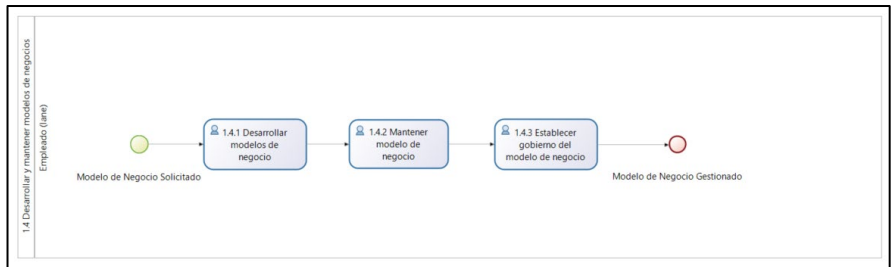 1.4 Desarrollar y mantener modelos de negocios
Empleado (lane)
Modelo de Negocio Solicitado
1.4.1 Desarrollar
modelos de
negocio
1.4.2 Mantener
modelo de
negocio
1.4.3 Establecer
gobierno del
modelo de negocio
Modelo de Negocio Gestionado